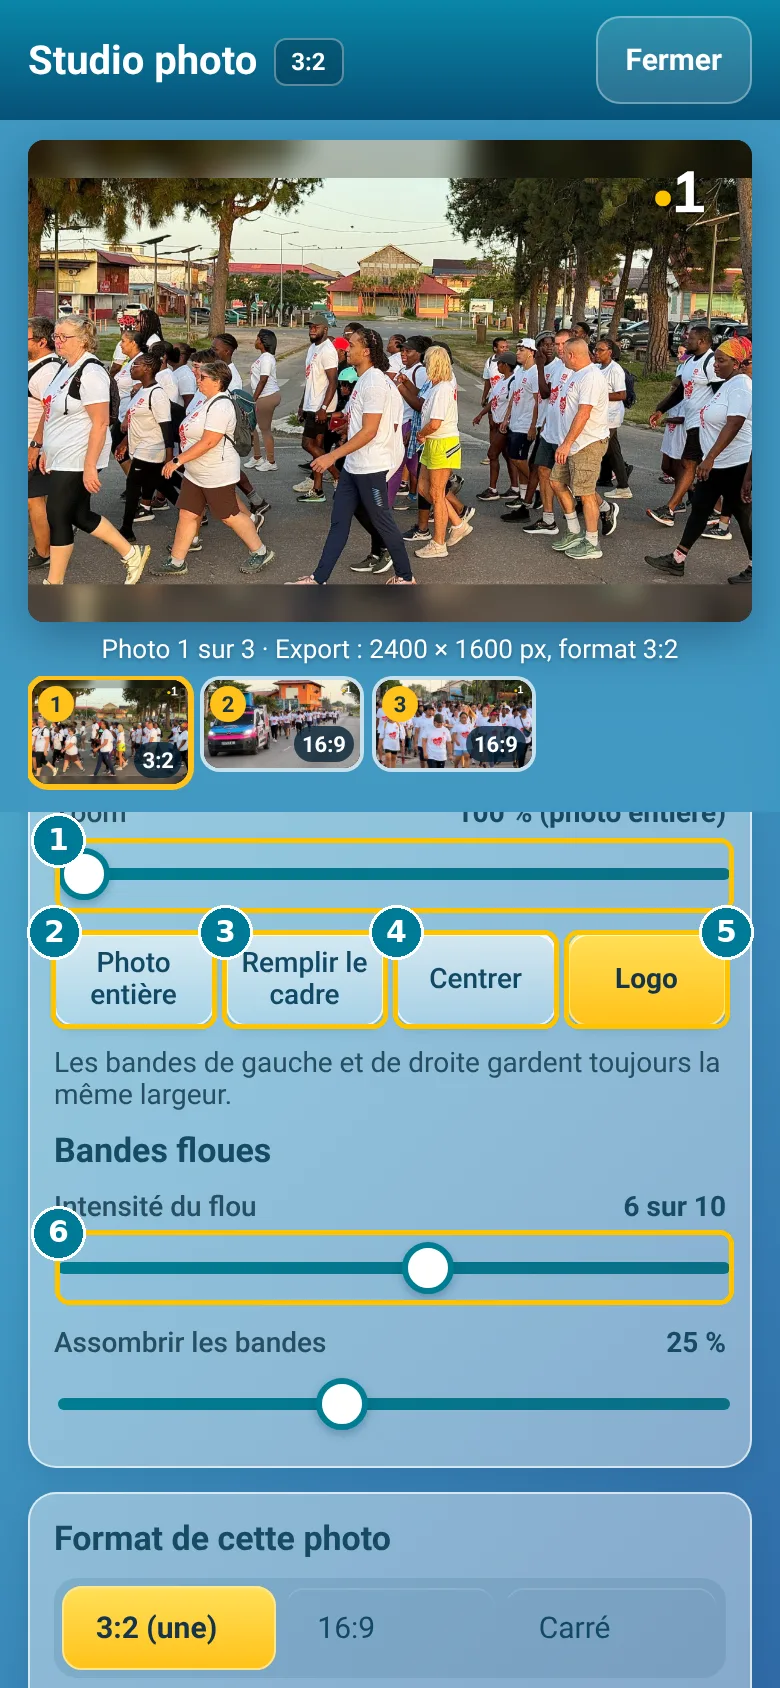 Studio photo
3:2
Fermer
1
Photo 1 sur 3 · Export : 2400 × 1600 px, format 3:2
1
3:2
2
16:9
3
16:9
100 % (photo entière)
1
2
3
4
5
Photo entière
Remplir le cadre
Centrer
Logo
Les bandes de gauche et de droite gardent toujours la
même largeur.
Bandes floues
Intensité du flou
6 sur 10
6
Assombrir les bandes
25 %
Format de cette photo
3:2 (une)
16:9
Carré